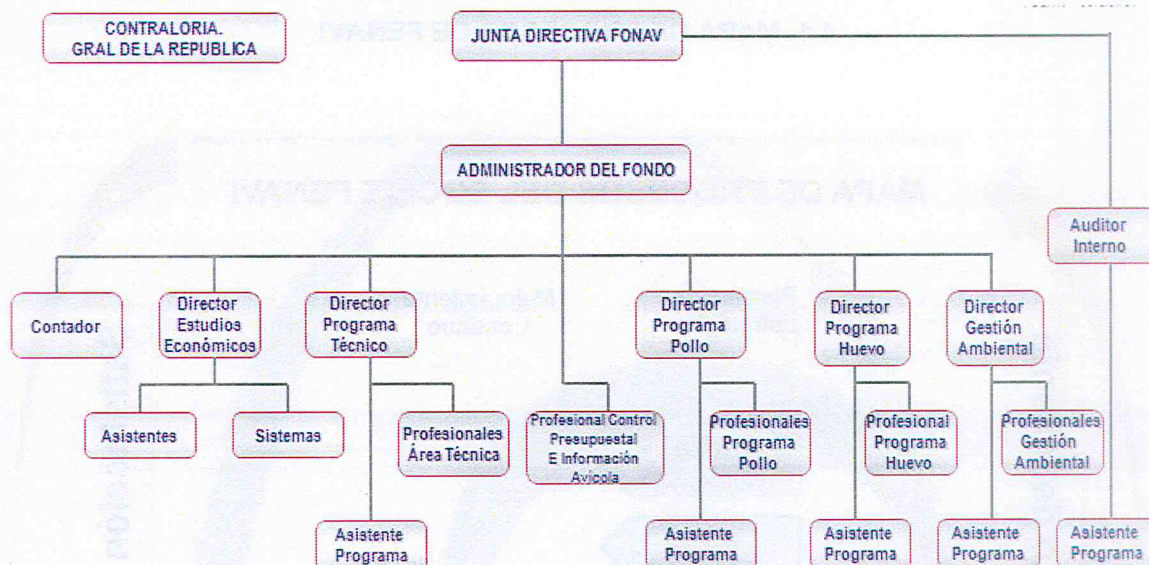 CONTRALORIA.
GRAL DE LA REPUBLICA
JUNTA DIRECTIVA FONAV
ADMINISTRADOR DEL FONDO
Auditor
Interno
Contador
Director
Estudios
Económicos
Director
Programa
Técnico
Director
Programa
Pollo
Director
Programa
Huevo
Director
Gestión
Ambiental
Asistentes
Sistemas
Profesionales
Área Técnica
Profesional Control
Presupuestal
E Información
Avícola
Profesionales
Programa
Pollo
Profesional
Programa
Huevo
Profesionales
Gestión
Ambiental
Asistente
Programa
Asistente
Programa
Asistente
Programa
Asistente
Programa
Asistente
Programa